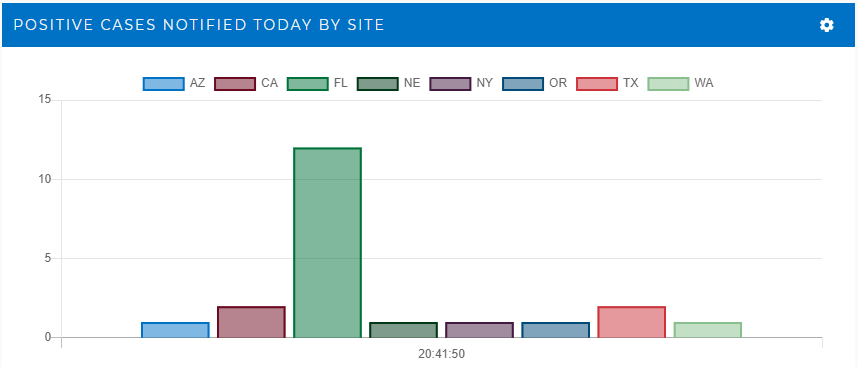 POSITIVE CASES NOTIFIED TODAY BY SITE
AZ CA FL NE NY OR TX WA
15
10
5
0
20:41:50